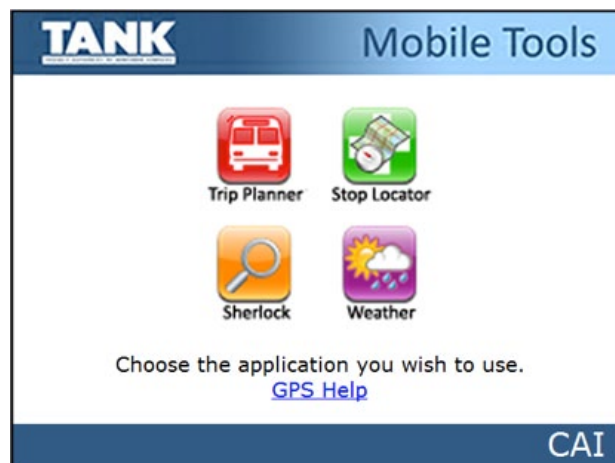 TANK
Mobile Tools
Trip Planner
Stop Locator
Sherlock
Weather
Choose the application you wish to use.
GPS Help
CAI